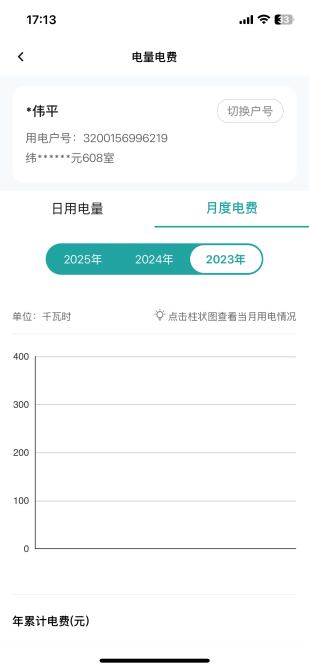 17:13
33
电量电费
*伟平
切换户号
用电户号：3200156996219
纬******元608室
日用电量
月度电费
2025年
2024年
2023年
单位：千瓦时
点击柱状图查看当月用电情况
400
300
200
100
0
年累计电费(元)